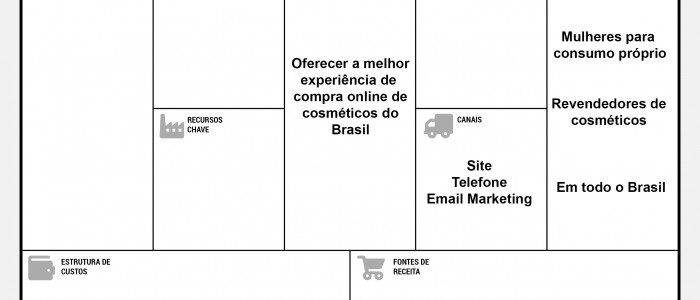 RECURSOS
CHAVE
Oferecer a melhor
experiência de
compra online de
cosméticos do
Brasil
CANAIS
Site
Telefone
Email Marketing
Mulheres para
consumo próprio
Revendedores de
cosméticos
Em todo o Brasil
ESTRUTURA DE
CUSTOS
FONTES DE
RECEITA